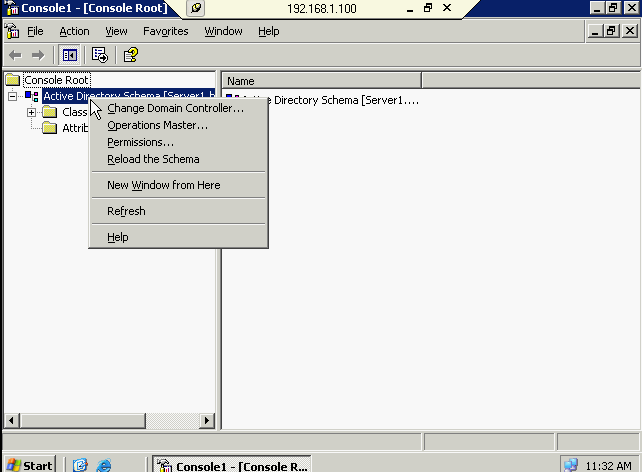 Console1 - [Console Root]
192.168.1.100
File Action View Favorites Window Help
Console Root
Active Directory Schema [Server1.b
Class
Attrib
Name
Active Directory Schema [Server1....
Change Domain Controller...
Operations Master...
Permissions...
Reload the Schema
New Window from Here
Refresh
Help
Start
Console1 - [Console R...
11:32 AM